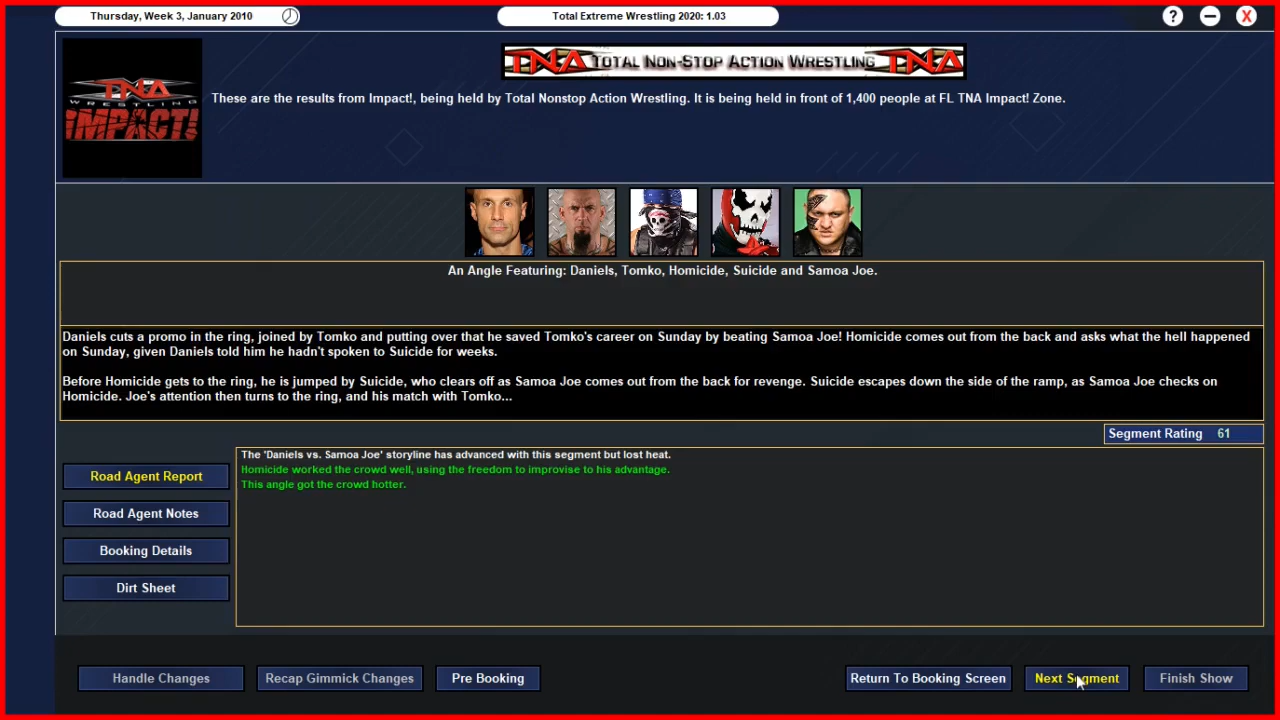 Thursday, Week 3, January 2010
Total Extreme Wrestling 2020: 1.03
?
X
TNA TOTAL NON-STOP ACTION WRESTLING TNA
TNA
WRESTLING
iMPACT!
These are the results from Impact!, being held by Total Nonstop Action Wrestling. It is being held in front of 1,400 people at FL TNA Impact! Zone.
An Angle Featuring: Daniels, Tomko, Homicide, Suicide and Samoa Joe.
Daniels cuts a promo in the ring, joined by Tomko and putting over that he saved Tomko's career on Sunday by beating Samoa Joe! Homicide comes out from the back and asks what the hell happened
on Sunday, given Daniels told him he hadn't spoken to Suicide for weeks.
Before Homicide gets to the ring, he is jumped by Suicide, who clears off as Samoa Joe comes out from the back for revenge. Suicide escapes down the side of the ramp, as Samoa Joe checks on
Homicide. Joe's attention then turns to the ring, and his match with Tomko...
Segment Rating 61
The 'Daniels vs. Samoa Joe' storyline has advanced with this segment but lost heat.
Homicide worked the crowd well, using the freedom to improvise to his advantage.
This angle got the crowd hotter.
Road Agent Report
Road Agent Notes
Booking Details
Dirt Sheet
Handle Changes
Recap Gimmick Changes
Pre Booking
Return To Booking Screen
Next Segment
Finish Show